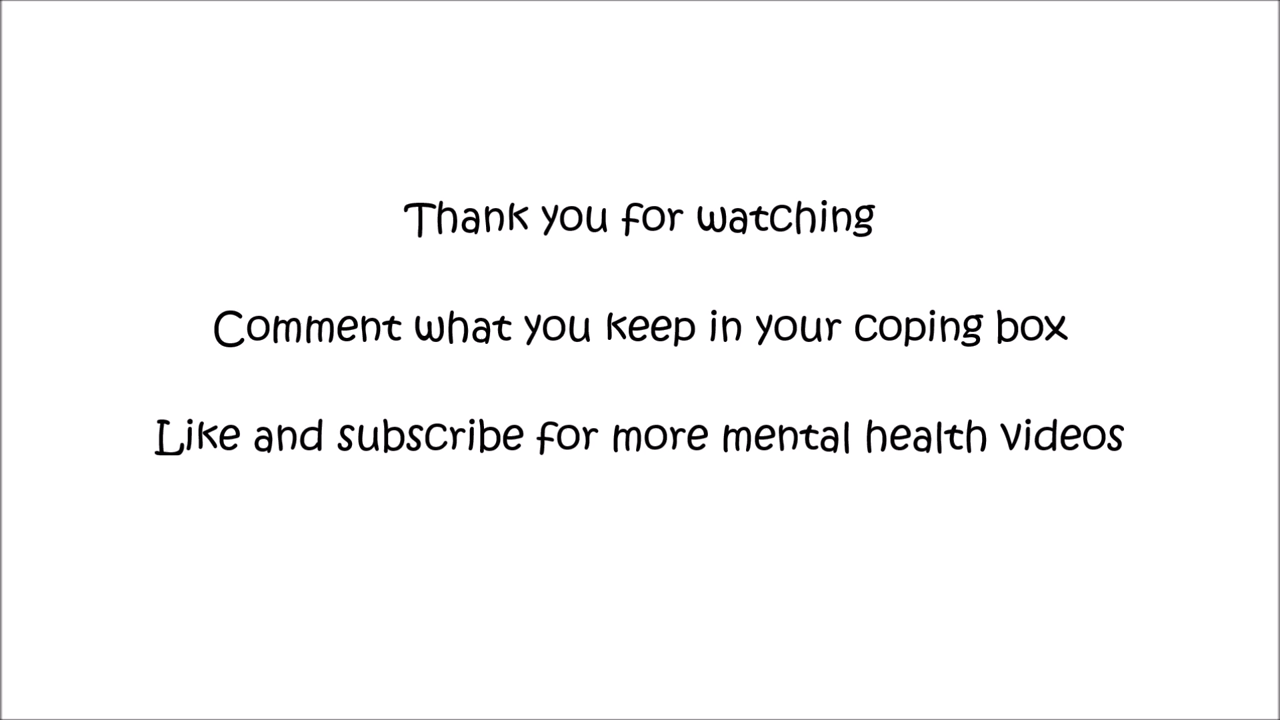 Thank you for watching
Comment what you keep in your coping box
Like and subscribe for more mental health videos